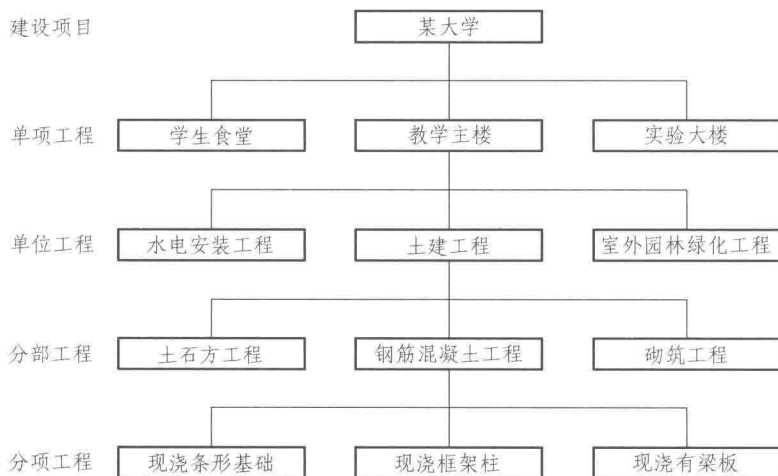 建设项目 某大学
单项工程 学生食堂 教学主楼 实验大楼
单位工程 水电安装工程 土建工程 室外园林绿化工程
分部工程 土石方工程 钢筋混凝土工程 砌筑工程
分项工程 现浇条形基础 现浇框架柱 现浇有梁板